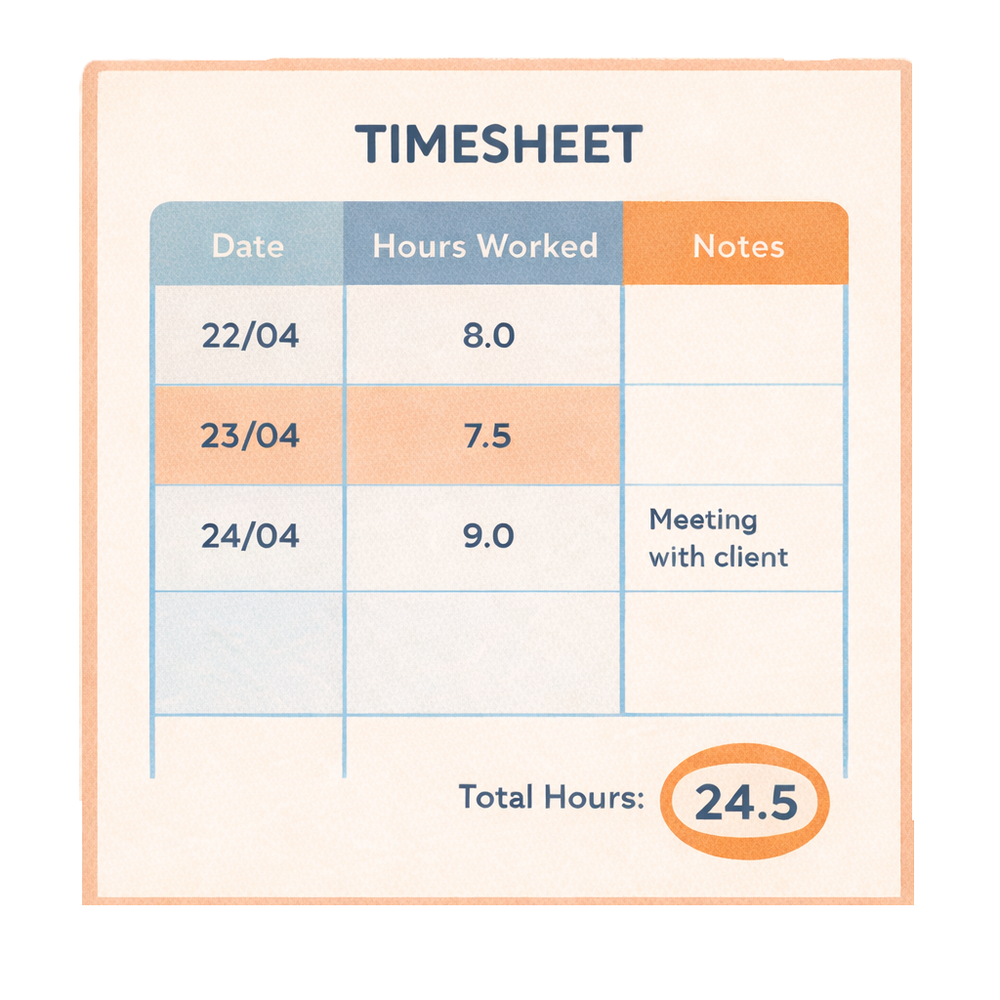 TIMESHEET
Date Hours Worked Notes
22/04 8.0
23/04 7.5
24/04 9.0 Meeting
with client
Total Hours: 24.5